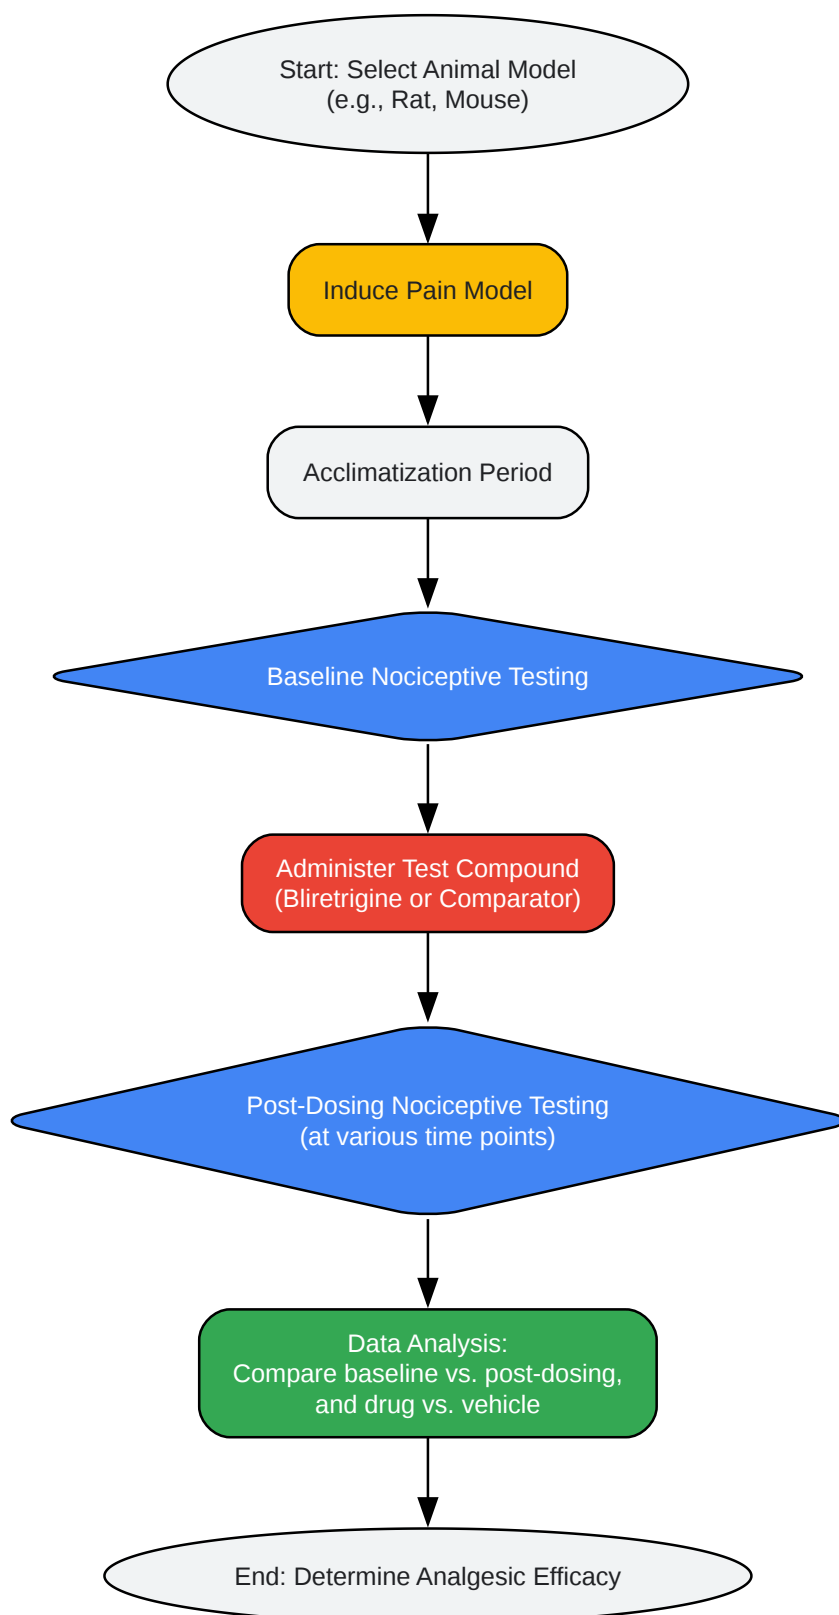 Start: Select Animal Model
(e.g., Rat, Mouse)
Induce Pain Model
Acclimatization Period
Baseline Nociceptive Testing
Administer Test Compound
(Bliretrigine or Comparator)
Post-Dosing Nociceptive Testing
(at various time points)
Data Analysis:
Compare baseline vs. post-dosing,
and drug vs. vehicle
End: Determine Analgesic Efficacy